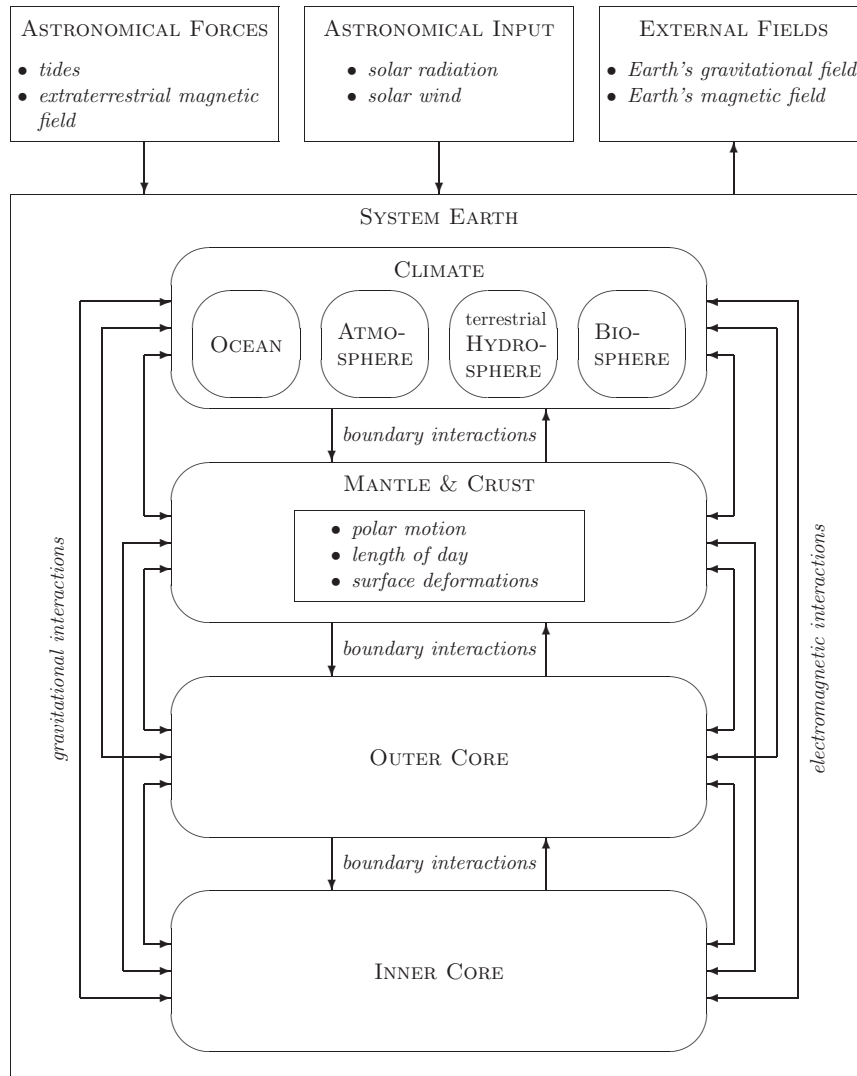 ASTRONOMICAL FORCES
• tides
• extraterrestrial magnetic
field
ASTRONOMICAL INPUT
• solar radiation
• solar wind
EXTERNAL FIELDS
• Earth's gravitational field
• Earth's magnetic field
SYSTEM EARTH
CLIMATE
OCEAN
ATMO-
SPHERE
terrestrial
HYDRO-
SPHERE
BIO-
SPHERE
boundary interactions
MANTLE & CRUST
• polar motion
• length of day
• surface deformations
gravitational interactions
electromagnetic interactions
boundary interactions
OUTER CORE
boundary interactions
INNER CORE